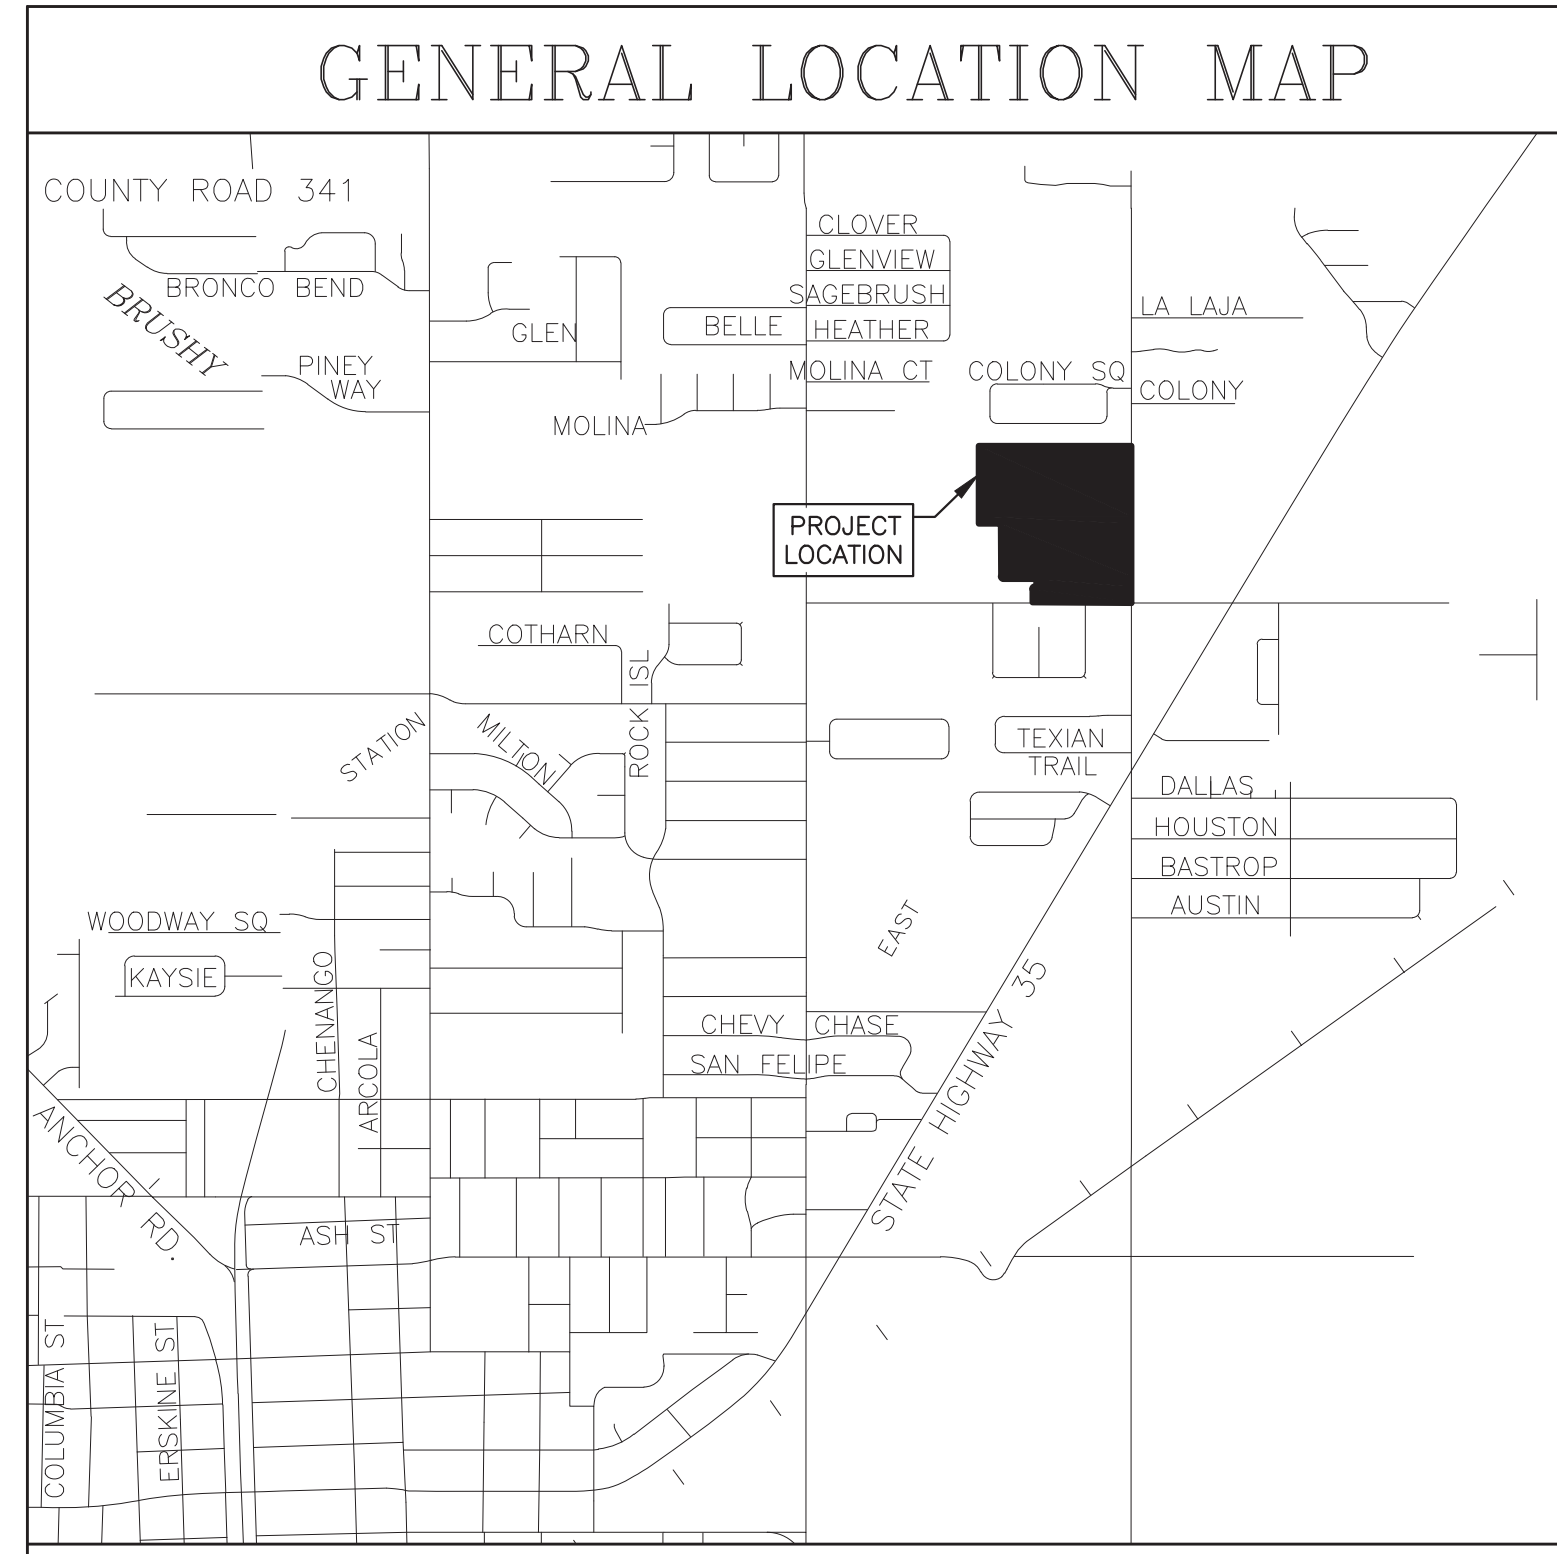 GENERAL LOCATION MAP
COUNTY ROAD 341
CLOVER
GLENVIEW
BRONCO BEND
SAGEBRUSH
LA LAJA
BRUSHY
GLEN
BELLE
HEATHER
PINEY
WAY
MOLINA CT
COLONY SQ
COLONY
MOLINA
PROJECT
LOCATION
COTHARN
ROCK ISL
STATION
MILTON
TEXIAN
TRAIL
DALLAS
HOUSTON
BASTROP
AUSTIN
WOODWAY SQ
EAST
KAYSIE
CHENANGO
ARCOLA
CHEVY CHASE
SAN FELIPE
STATE HIGHWAY 35
ANCHOR RD.
ASH ST
COLUMBIA ST
ERSKINE ST